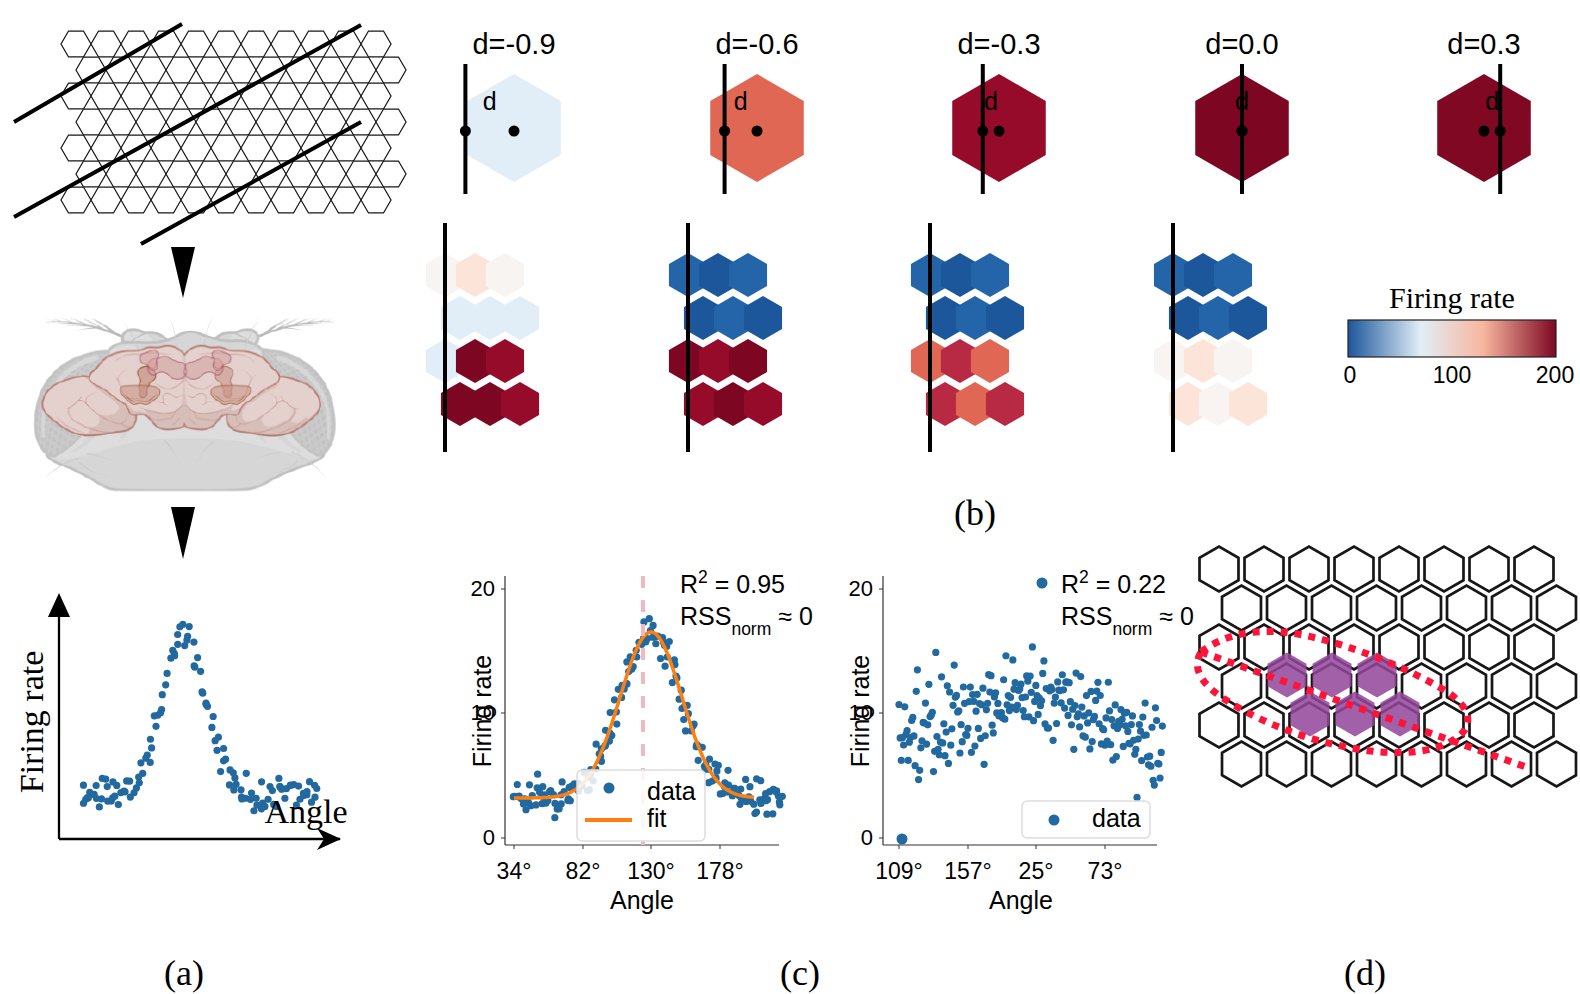 d=-0.9
d=-0.6
d=-0.3
d=0.0
d=0.3
d
d
d
d
d
Firing rate
0
100
200
(b)
Firing rate
Angle
(a)
20
10
0
Firing rate
R² = 0.95
RSSnorm ≈ 0
data
fit
34°
82°
130°
178°
Angle
20
10
0
Firing rate
R² = 0.22
RSSnorm ≈ 0
data
109°
157°
25°
73°
Angle
(c)
(d)